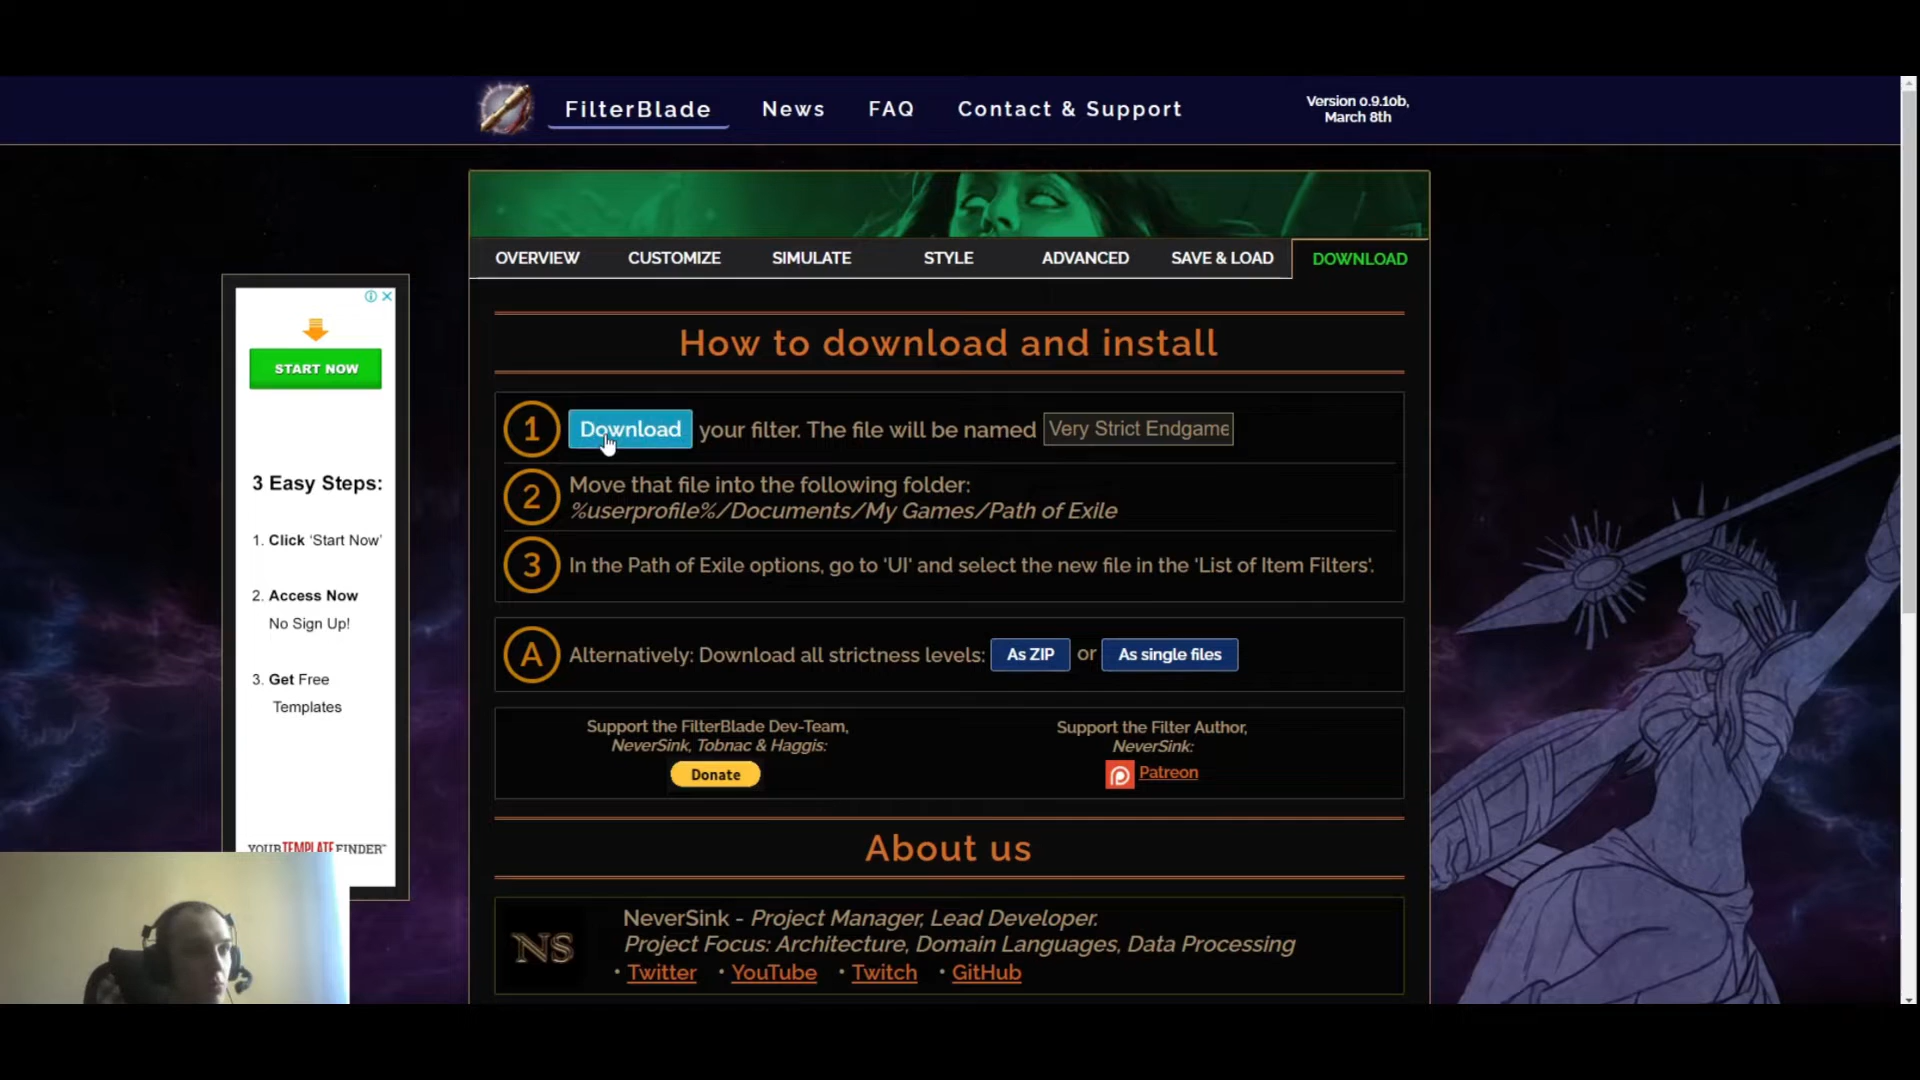 FilterBlade
News
FAQ
Contact & Support
Version 0.9.10b,
March 8th
OVERVIEW
CUSTOMIZE
SIMULATE
STYLE
ADVANCED
SAVE & LOAD
DOWNLOAD
How to download and install
1 Download your filter. The file will be named Very Strict Endgame
2 Move that file into the following folder:
%userprofile%/Documents/My Games/Path of Exile
3 In the Path of Exile options, go to 'UI' and select the new file in the 'List of Item Filters'.
A Alternatively: Download all strictness levels: As ZIP or As single files
Support the FilterBlade Dev-Team,
NeverSink, Tobnac & Haggis:
Donate
Support the Filter Author,
NeverSink:
Patreon
About us
NS
NeverSink - Project Manager, Lead Developer.
Project Focus: Architecture, Domain Languages, Data Processing
• Twitter • YouTube • Twitch • GitHub
START NOW
3 Easy Steps:
1. Click 'Start Now'
2. Access Now
No Sign Up!
3. Get Free
Templates
YOURTEMPLATEFINDER™